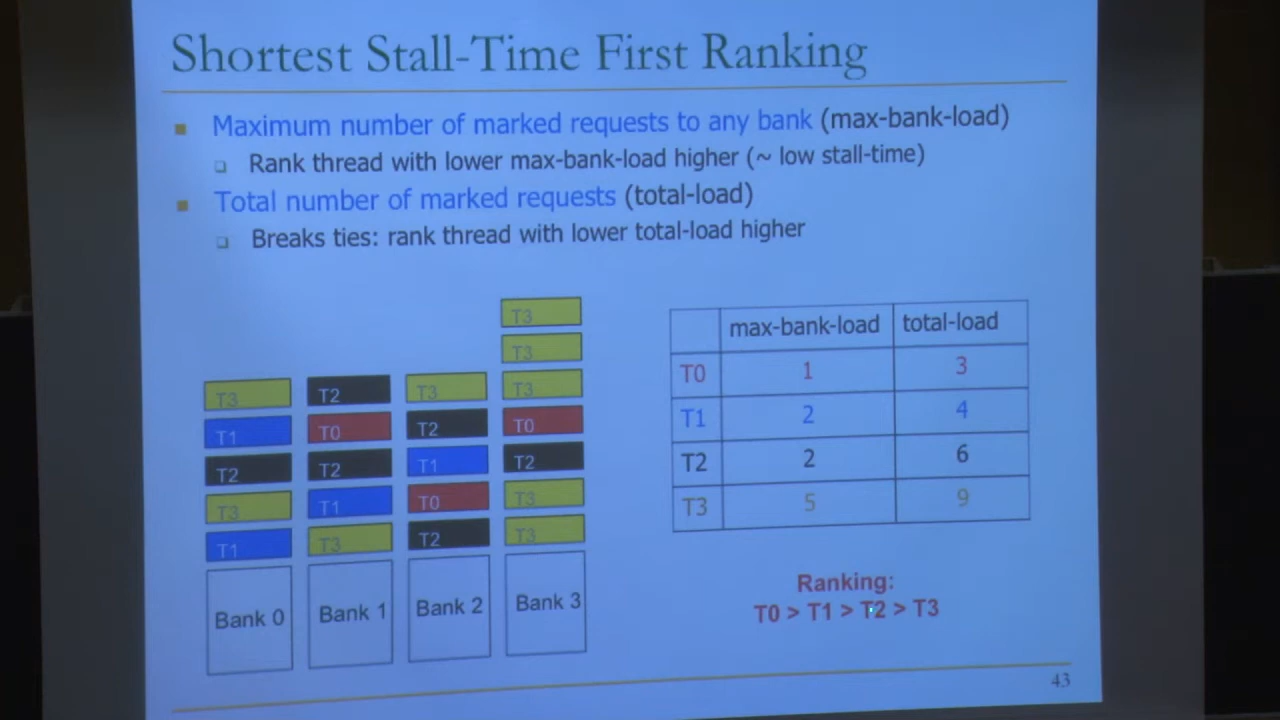 Shortest Stall-Time First Ranking
Maximum number of marked requests to any bank (max-bank-load)
Rank thread with lower max-bank-load higher (~ low stall-time)
Total number of marked requests (total-load)
Breaks ties: rank thread with lower total-load higher
T3
T3
T3 T2 T3 T3
T1 T0 T2 T0
T2 T2 T1 T2
T3 T1 T0 T3
T1 T3 T2 T3
Bank 0 Bank 1 Bank 2 Bank 3
max-bank-load total-load
T0 1 3
T1 2 4
T2 2 6
T3 5 9
Ranking:
T0 > T1 > T2 > T3
43